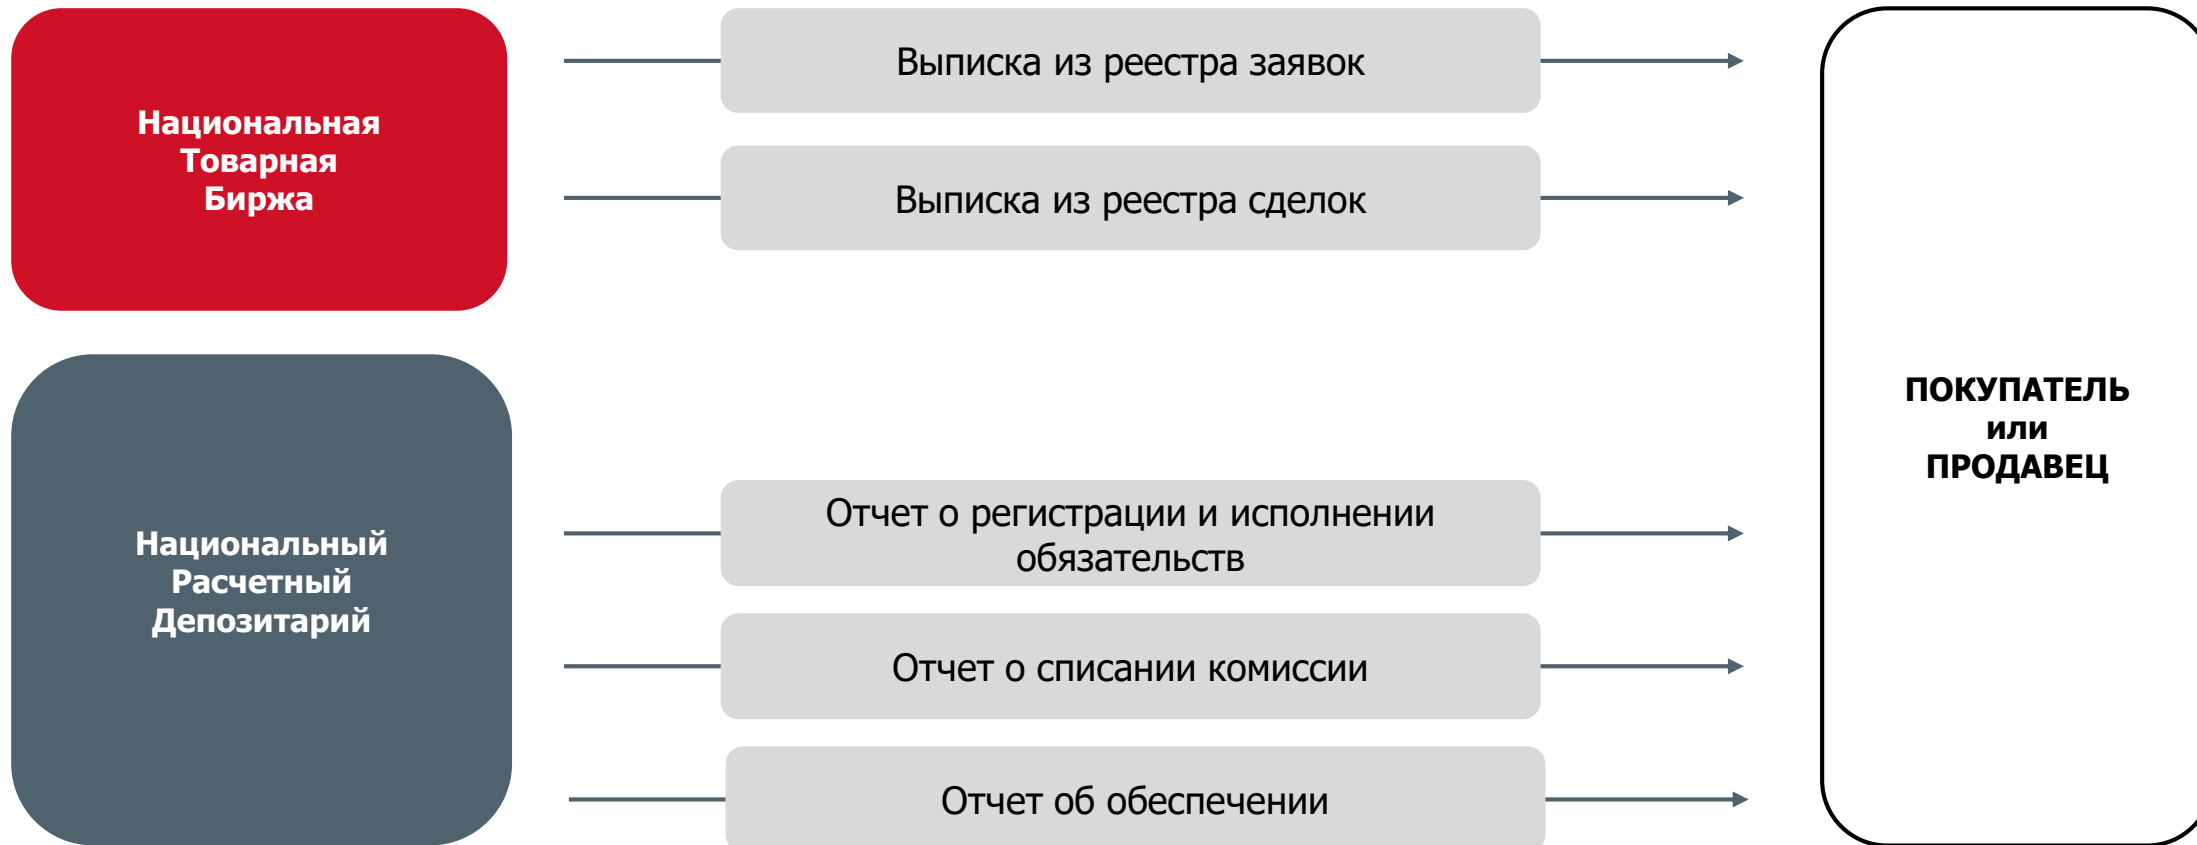 Национальная
Товарная
Биржа
Выписка из реестра заявок
Выписка из реестра сделок
Национальный
Расчетный
Депозитарий
Отчет о регистрации и исполнении
обязательств
Отчет о списании комиссии
Отчет об обеспечении
ПОКУПАТЕЛЬ
или
ПРОДАВЕЦ